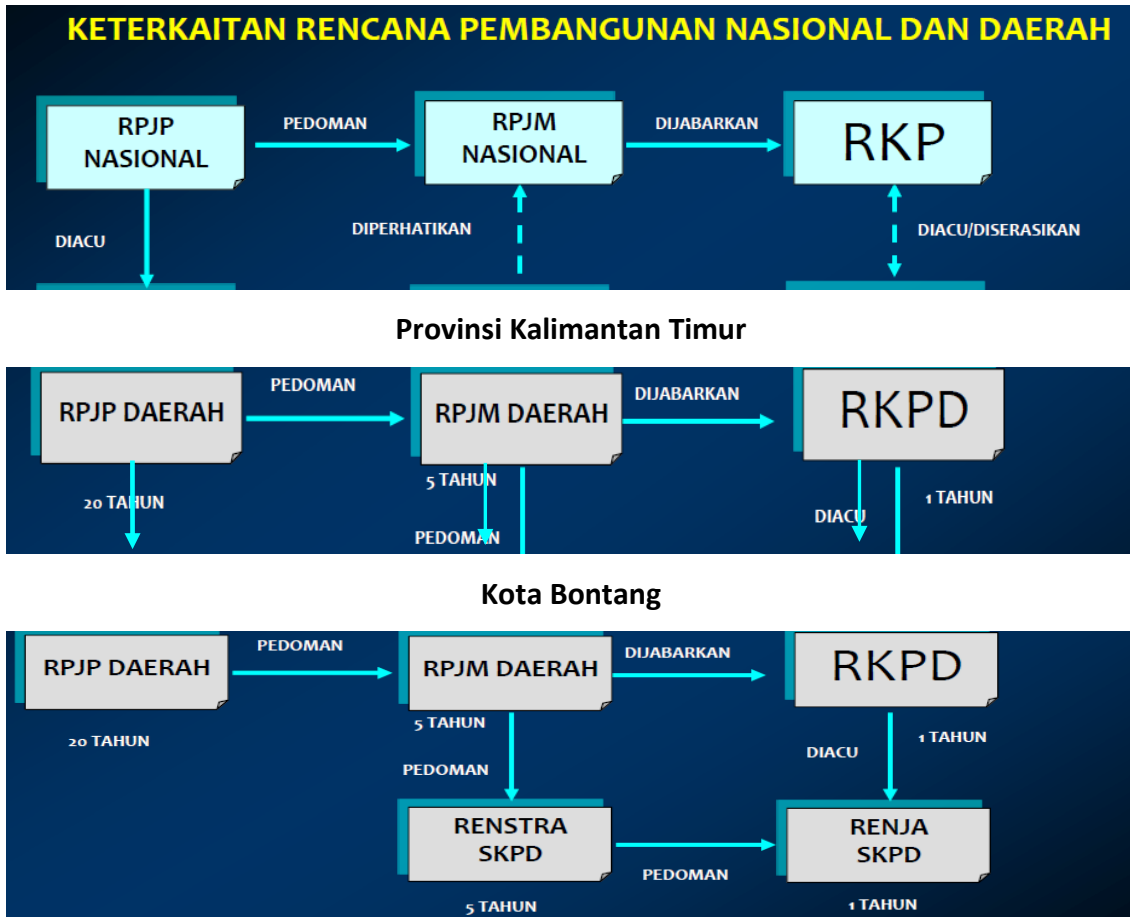 KETERKAITAN RENCANA PEMBANGUNAN NASIONAL DAN DAERAH
RPJP
NASIONAL
PEDOMAN
RPJM
NASIONAL
DIJABARKAN
RKP
DIACU
DIPERHATIKAN
DIACU/DISERASIKAN
Provinsi Kalimantan Timur
RPJP DAERAH
PEDOMAN
RPJM DAERAH
DIJABARKAN
RKPD
20 TAHUN
5 TAHUN
PEDOMAN
DIACU
1 TAHUN
Kota Bontang
RPJP DAERAH
PEDOMAN
RPJM DAERAH
DIJABARKAN
RKPD
20 TAHUN
5 TAHUN
PEDOMAN
DIACU
1 TAHUN
RENSTRA
SKPD
PEDOMAN
RENJA
SKPD
5 TAHUN
1 TAHUN